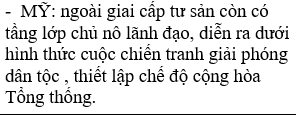 - MỸ: ngoài giai cấp tư sản còn có
tầng lớp chủ nô lãnh đạo, diễn ra dưới
hình thức cuộc chiến tranh giải phóng
dân tộc , thiết lập chế độ cộng hòa
Tổng thống.